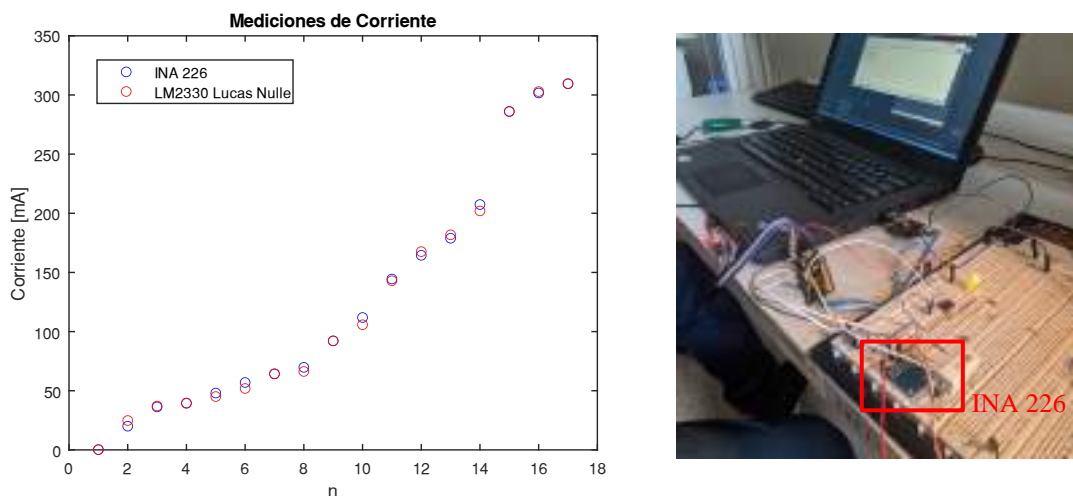 Mediciones de Corriente
350
300
250
200
150
100
50
0
Corriente [mA]
INA 226
LM2330 Lucas Nulle
0 2 4 6 8 10 12 14 16 18
n
INA 226